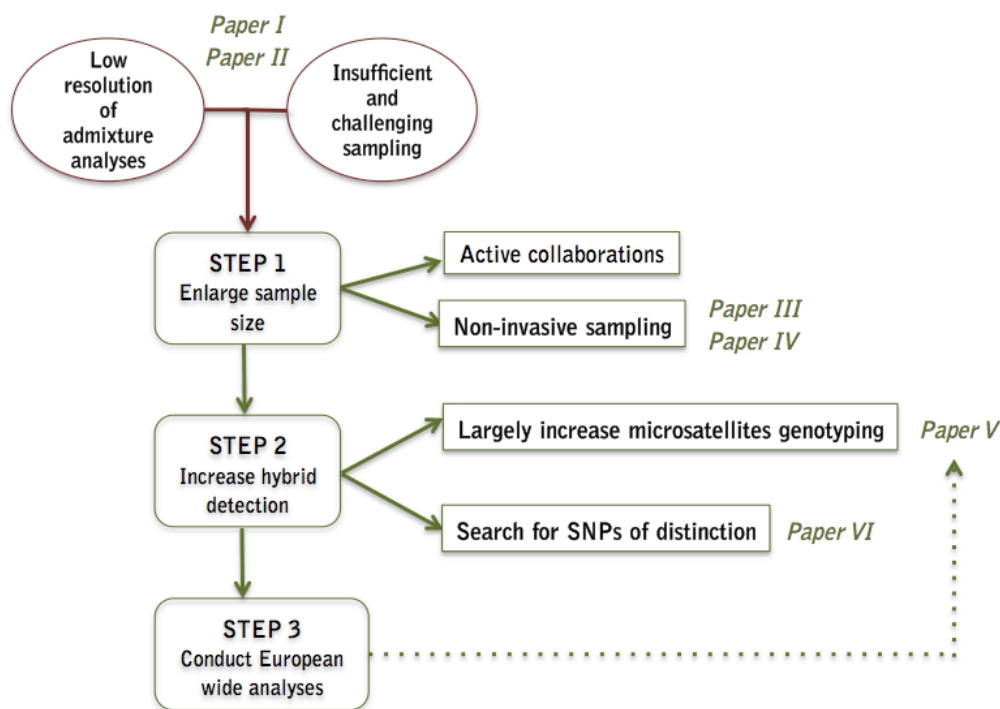 Paper I
Paper II
Low
resolution
of
admixture
analyses
Insufficient
and
challenging
sampling
STEP 1
Enlarge sample
size
Active collaborations
Non-invasive sampling
Paper III
Paper IV
STEP 2
Increase hybrid
detection
Largely increase microsatellites genotyping
Paper V
Search for SNPs of distinction
Paper VI
STEP 3
Conduct European
wide analyses